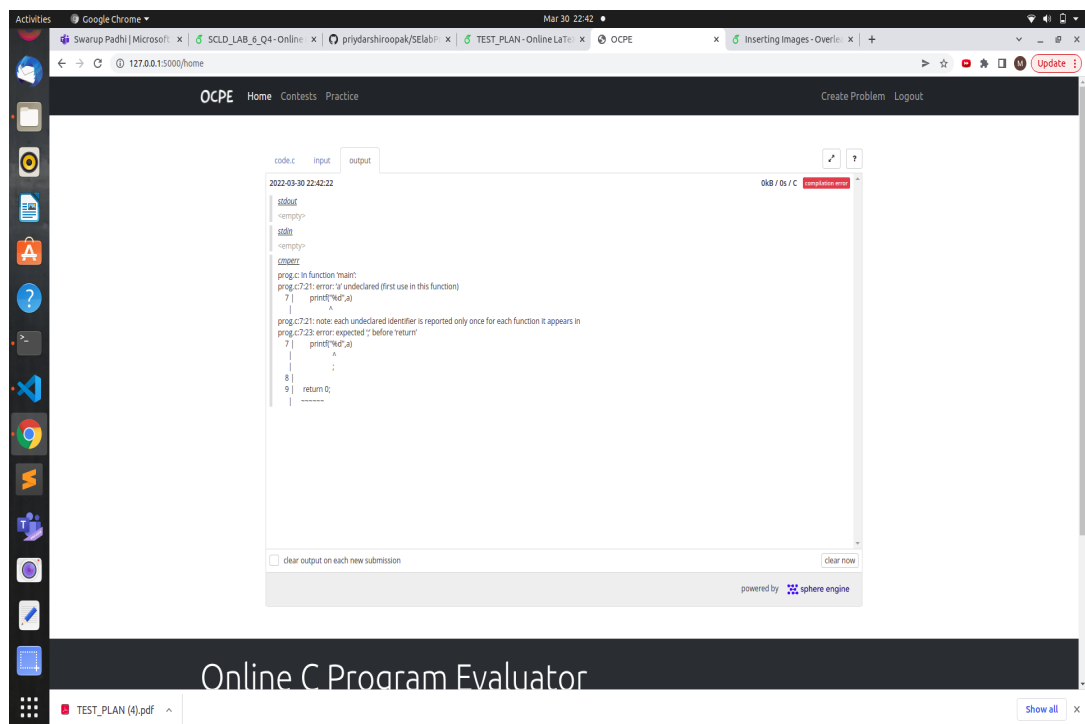 Activities Google Chrome ▾ Mar 30 22:42 ●
Swarup Padhi | Microsoft × SCLD_LAB_6_Q4 - Online × priydarshiroopak/SElabP × TEST_PLAN - Online LaTe × OCPE × Inserting Images - Overlea × +
127.0.0.1:5000/home M Update
OCPE Home Contests Practice Create Problem Logout
code.c input output ?
2022-03-30 22:42:22 0kB / 0s / C compilation error
stdout
<empty>
stdin
<empty>
cmperr
prog.c: In function 'main':
prog.c:7:21: error: 'a' undeclared (first use in this function)
7 | printf("%d",a)
| ^
prog.c:7:21: note: each undeclared identifier is reported only once for each function it appears in
prog.c:7:23: error: expected ';' before 'return'
7 | printf("%d",a)
| ^
| ;
8 |
9 | return 0;
| ~~~~~~
clear output on each new submission clear now
powered by sphere engine
Online C Program Evaluator
TEST_PLAN (4).pdf Show all ×